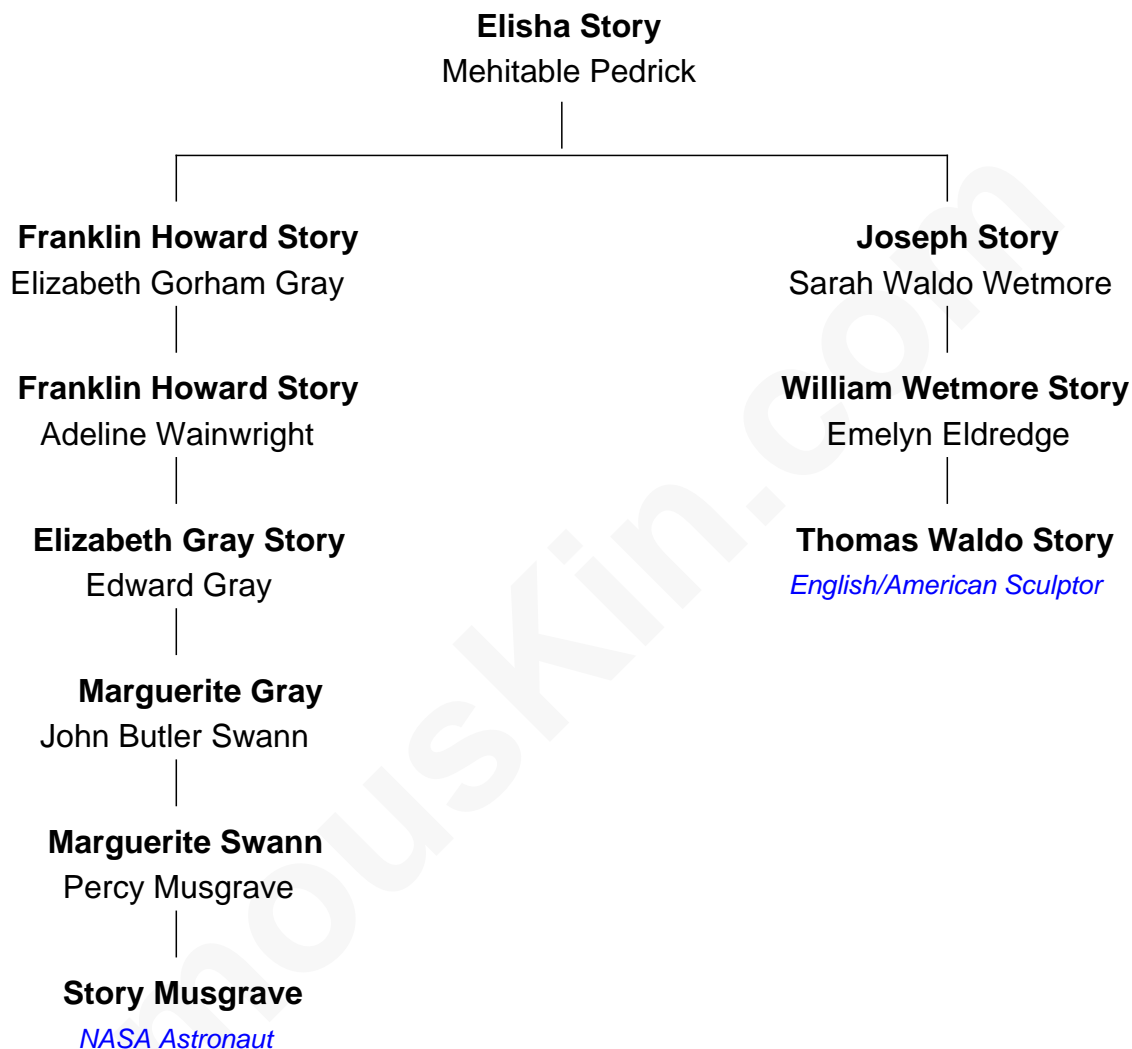 Elisha Story
Mehitable Pedrick
Franklin Howard Story
Elizabeth Gorham Gray
Joseph Story
Sarah Waldo Wetmore
Franklin Howard Story
Adeline Wainwright
William Wetmore Story
Emelyn Eldredge
Elizabeth Gray Story
Edward Gray
Thomas Waldo Story
English/American Sculptor
Marguerite Gray
John Butler Swann
Marguerite Swann
Percy Musgrave
Story Musgrave
NASA Astronaut
mouskin.com